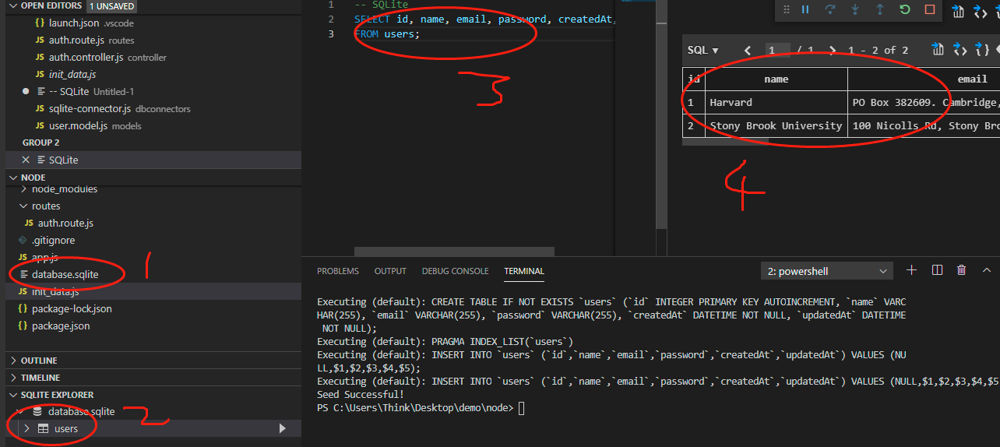 OPEN EDITORS 1 UNSAVED
{} launch.json .vscode
JS auth.route.js routes
JS auth.controller.js controller
JS init_data.js
-- SQLite Untitled-1
JS sqlite-connector.js dbconnectors
JS user.model.js models
GROUP 2
SQLite
NODE
node_modules
routes
JS auth.route.js
.gitignore
JS app.js
database.sqlite
1
JS init_data.js
{} package-lock.json
{} package.json
OUTLINE
TIMELINE
SQLITE EXPLORER
database.sqlite
2
users
1 -- SQLite
2 SELECT id, name, email, password, createdAt,
3 FROM users;
3
SQL
1 / 1 1 - 2 of 2
id name email
1 Harvard PO Box 382609. Cambridge,
2 Stony Brook University 100 Nicolls Rd, Stony Bro
4
PROBLEMS OUTPUT DEBUG CONSOLE TERMINAL 2: powershell
Executing (default): CREATE TABLE IF NOT EXISTS `users` (`id` INTEGER PRIMARY KEY AUTOINCREMENT, `name` VARC
HAR(255), `email` VARCHAR(255), `password` VARCHAR(255), `createdAt` DATETIME NOT NULL, `updatedAt` DATETIME
NOT NULL);
Executing (default): PRAGMA INDEX_LIST(`users`)
Executing (default): INSERT INTO `users` (`id`,`name`,`email`,`password`,`createdAt`,`updatedAt`) VALUES (NU
LL,$1,$2,$3,$4,$5);
Executing (default): INSERT INTO `users` (`id`,`name`,`email`,`password`,`createdAt`,`updatedAt`) VALUES (NULL,$1,$2,$3,$4,$5
Seed Successful!
PS C:\Users\Think\Desktop\demo\node>